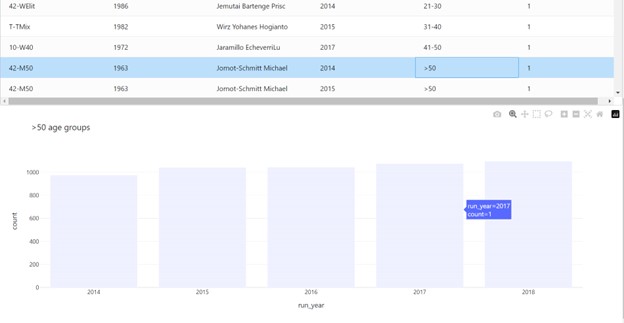 42-WElit 1986 Jemutai Bartenge Prisc 2014 21-30 1
T-TMix 1982 Wirz Yohanes Hogianto 2015 31-40 1
10-W40 1972 Jaramillo EcheverriLu 2017 41-50 1
42-M50 1963 Jornot-Schmitt Michael 2014 >50 1
42-M50 1963 Jornot-Schmitt Michael 2015 >50 1
>50 age groups
1000
800
600
400
200
0
count
run_year=2017
count=1
2014 2015 2016 2017 2018
run_year